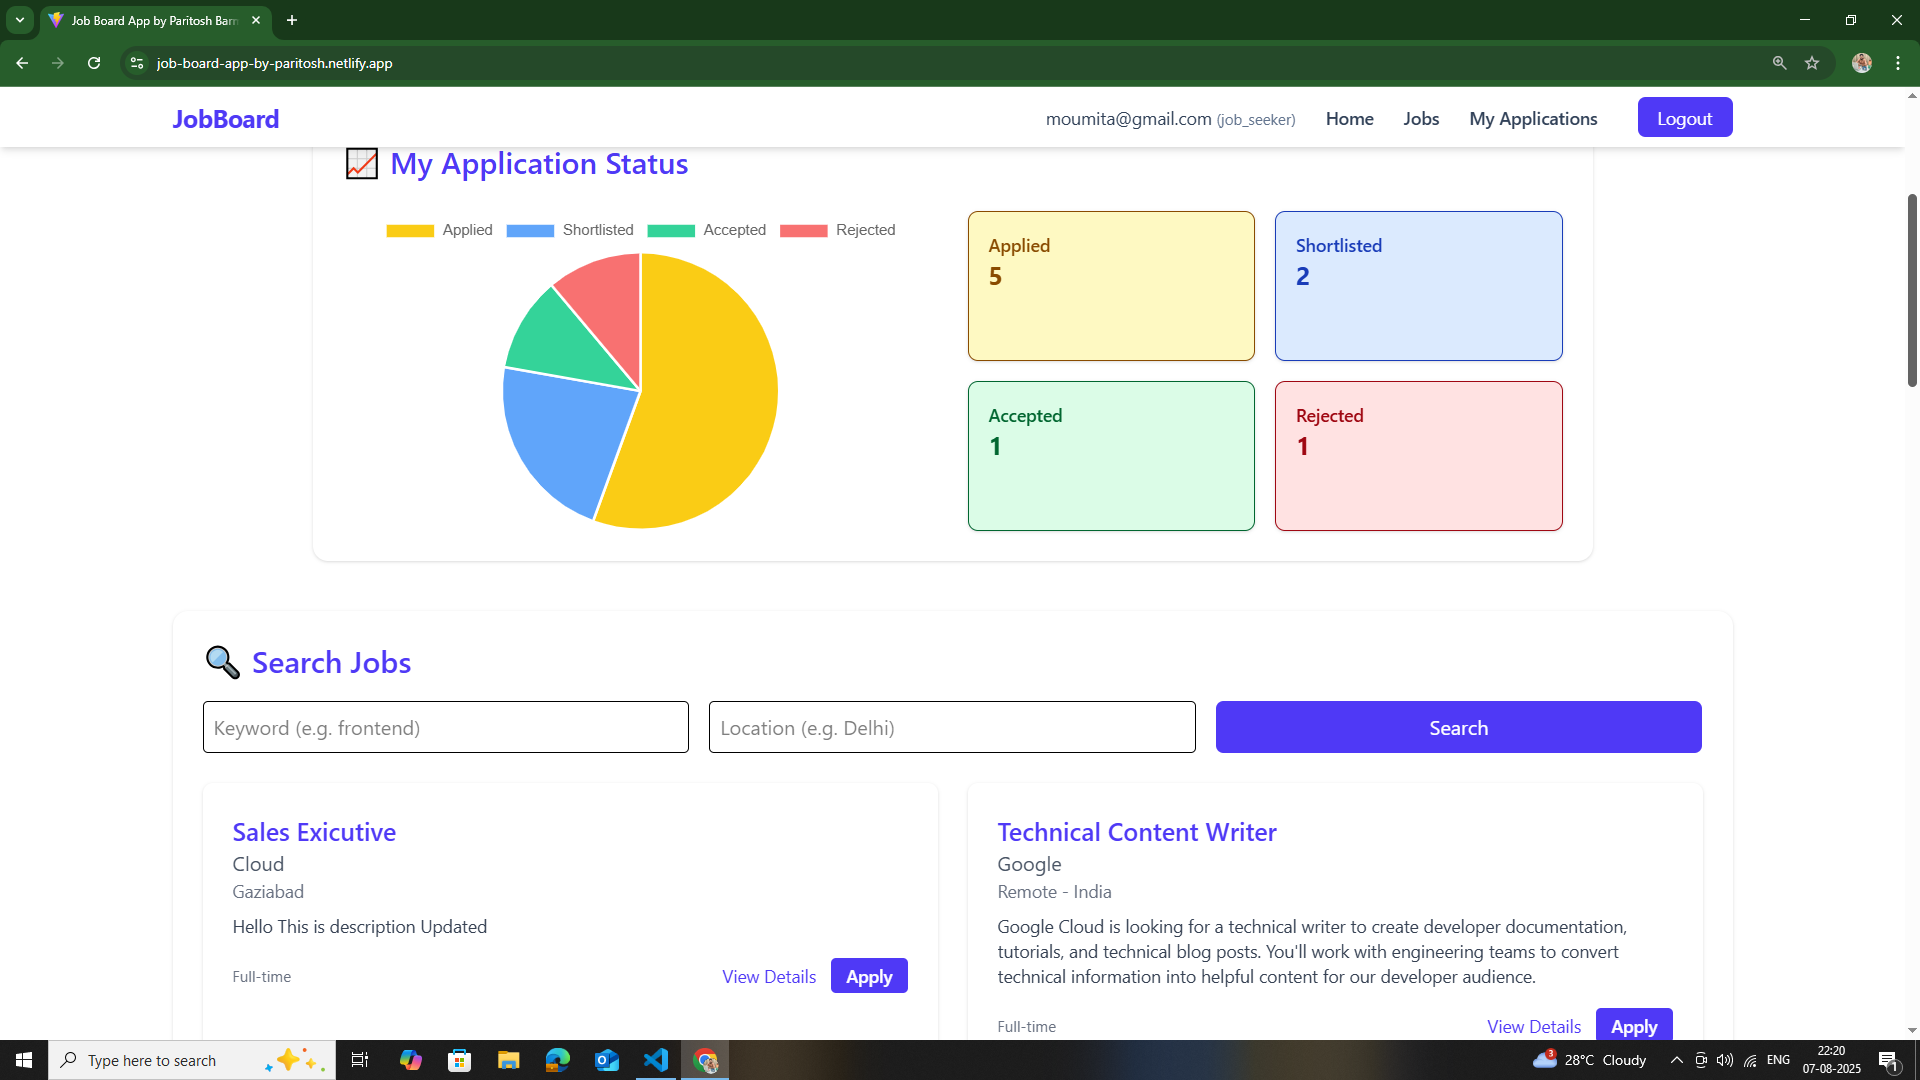 Job Board App by Paritosh Barn
job-board-app-by-paritosh.netlify.app
JobBoard
moumita@gmail.com (job_seeker)
Home
Jobs
My Applications
Logout
My Application Status
Applied
Shortlisted
Accepted
Rejected
Applied
5
Shortlisted
2
Accepted
1
Rejected
1
Search Jobs
Keyword (e.g. frontend)
Location (e.g. Delhi)
Search
Sales Exicutive
Cloud
Gaziabad
Hello This is description Updated
Full-time
View Details
Apply
Technical Content Writer
Google
Remote - India
Google Cloud is looking for a technical writer to create developer documentation,
tutorials, and technical blog posts. You'll work with engineering teams to convert
technical information into helpful content for our developer audience.
Full-time
View Details
Apply
Type here to search
3
28°C Cloudy
ENG
22:20
07-08-2025
1